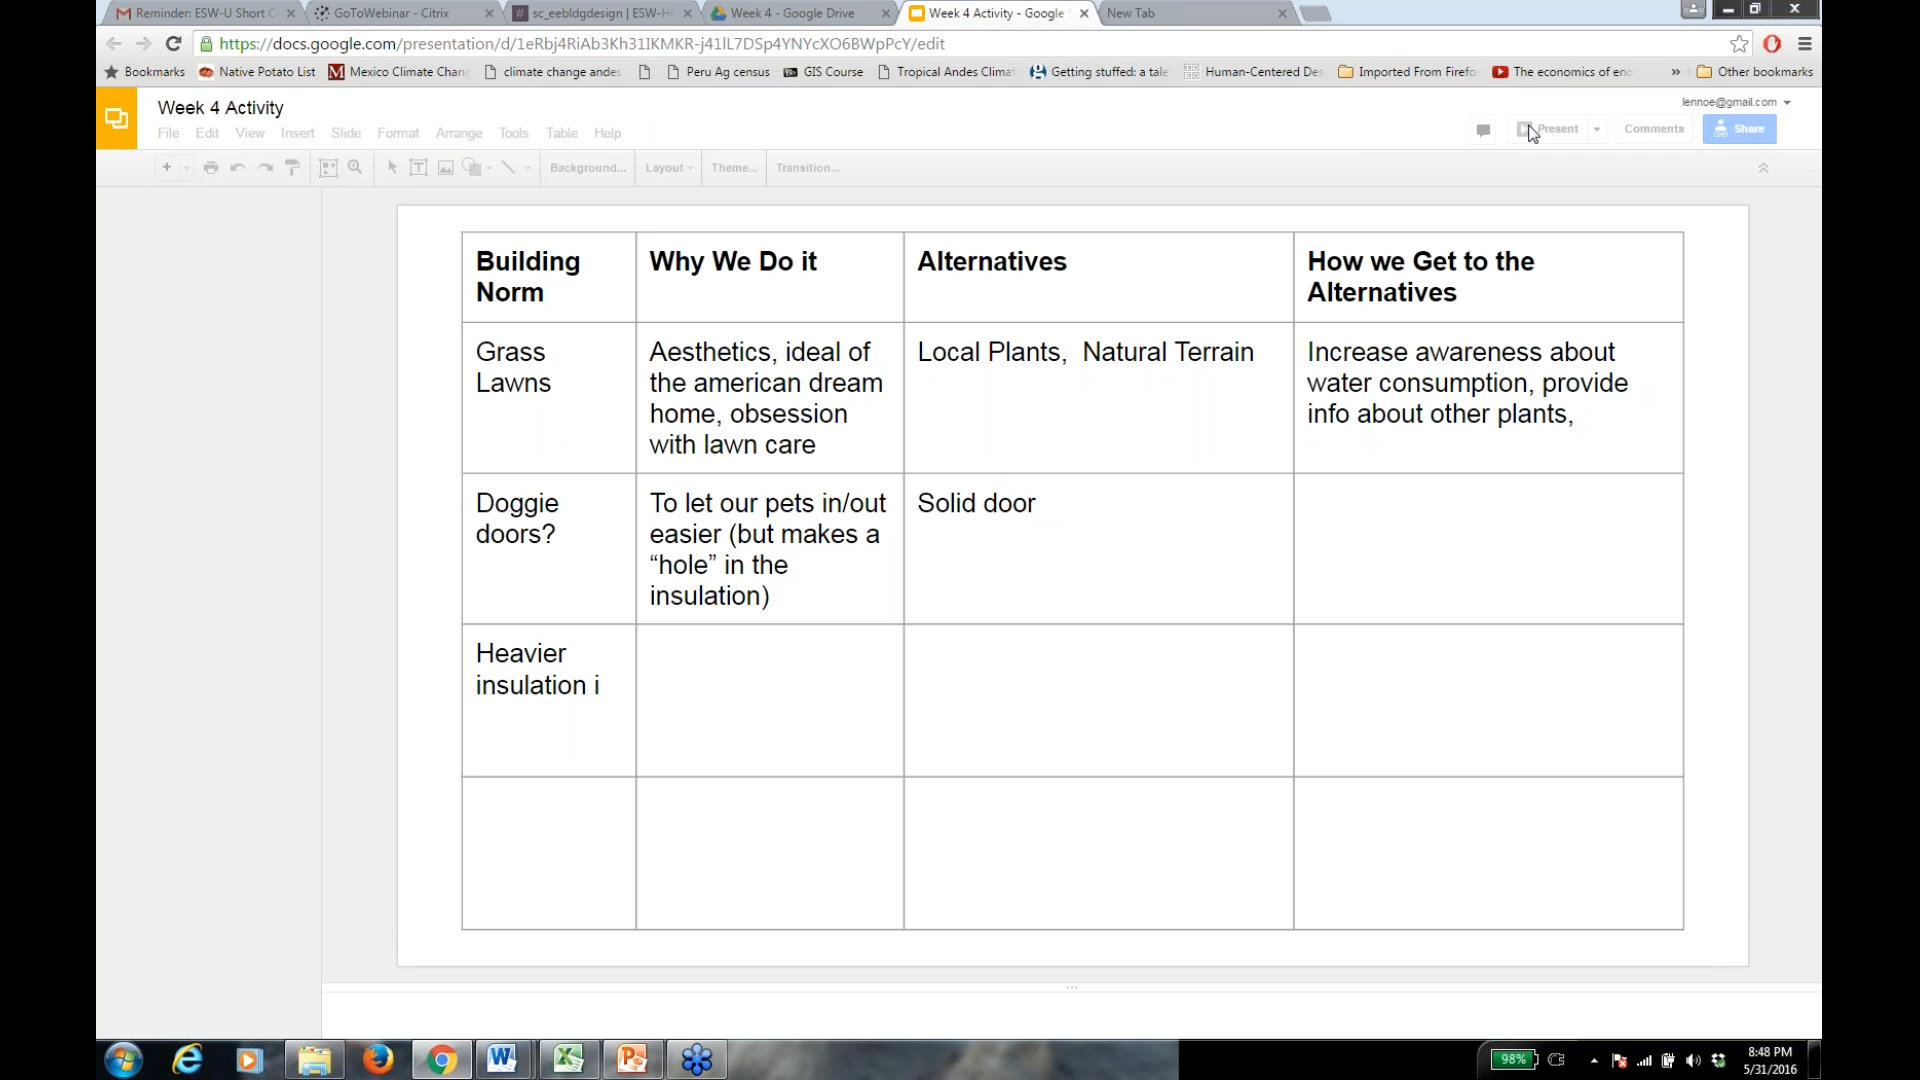 Reminder: ESW-U Short C
GoToWebinar - Citrix
sc_eebldgdesign | ESW-H
Week 4 - Google Drive
Week 4 Activity - Google S
New Tab
https://docs.google.com/presentation/d/1eRbj4RiAb3Kh31IKMKR-j41lL7DSp4YNYcXO6BWpPcY/edit
Bookmarks
Native Potato List
Mexico Climate Chan
climate change andes
Peru Ag census
GIS Course
Tropical Andes Clima
Getting stuffed: a tale
Human-Centered De
Imported From Firefo
The economics of en
»
Other bookmarks
Week 4 Activity
lennoe@gmail.com
File Edit View Insert Slide Format Arrange Tools Table Help
Present
Comments
Share
Background...
Layout
Theme...
Transition...
Building
Norm
Why We Do it
Alternatives
How we Get to the
Alternatives
Grass
Lawns
Aesthetics, ideal of
the american dream
home, obsession
with lawn care
Local Plants, Natural Terrain
Increase awareness about
water consumption, provide
info about other plants,
Doggie
doors?
To let our pets in/out
easier (but makes a
“hole” in the
insulation)
Solid door
Heavier
insulation i
98%
8:48 PM
5/31/2016